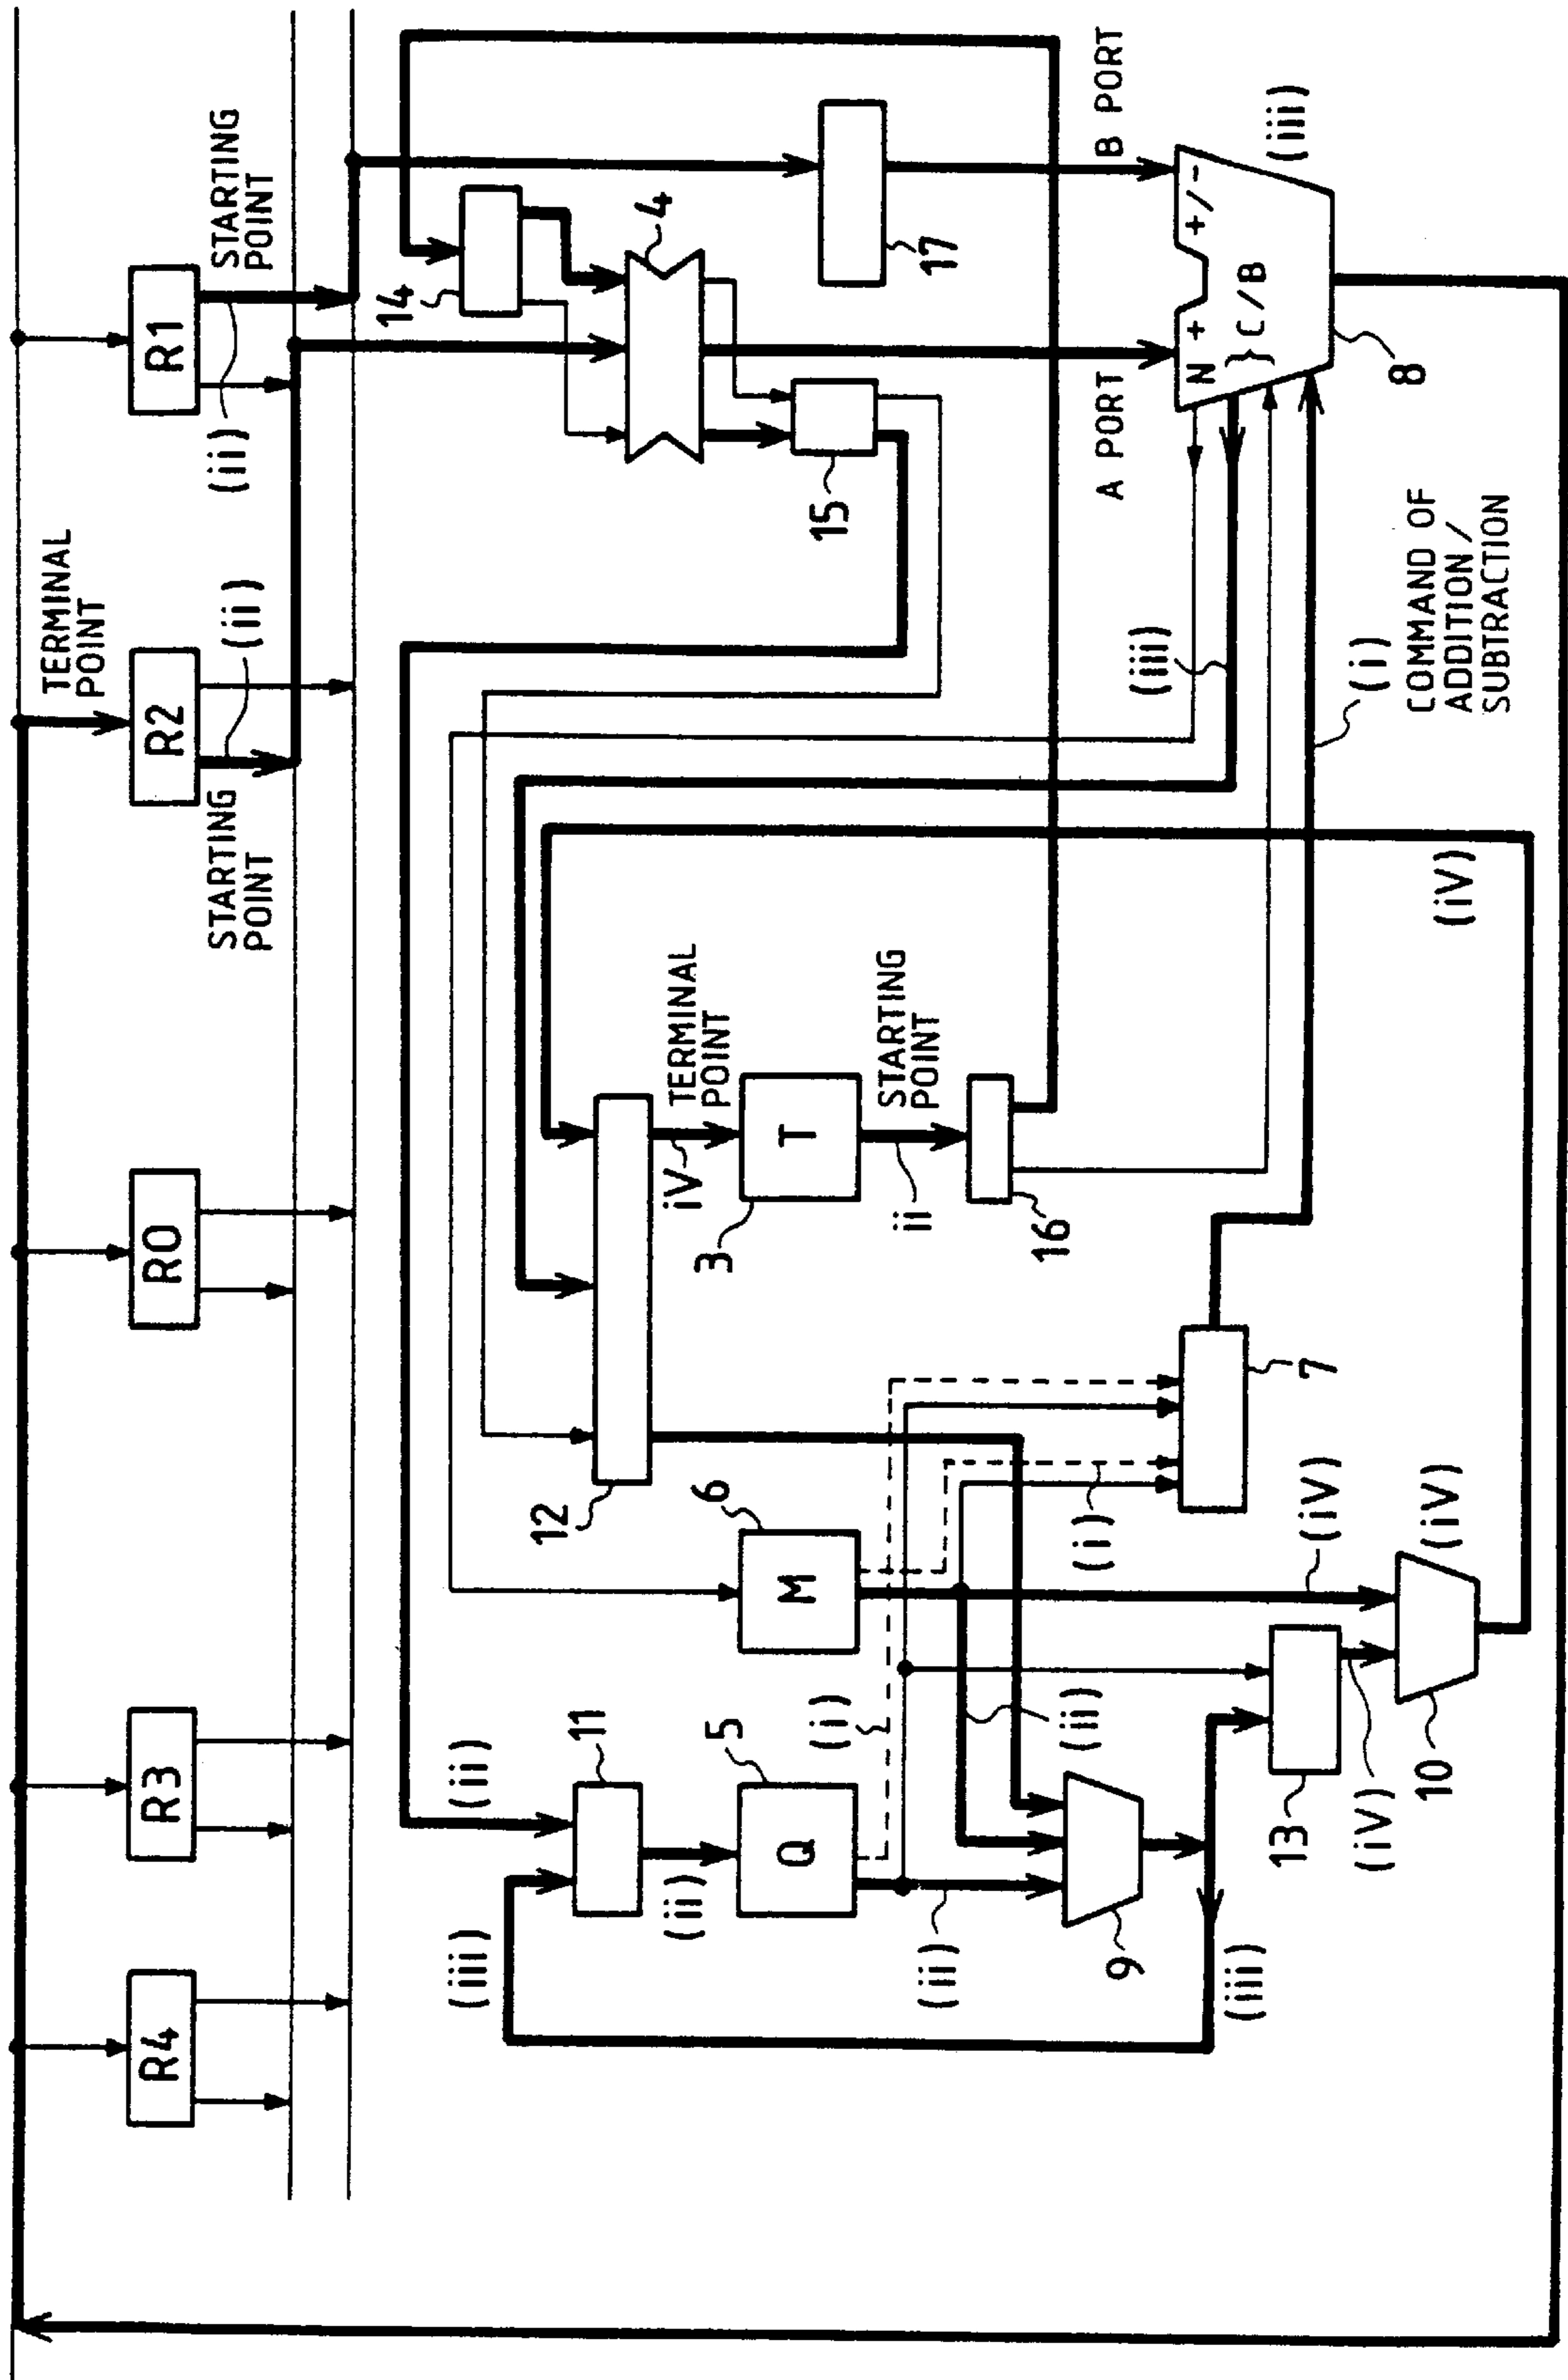 R4
R3
R0
TERMINAL
POINT
R2
(ii)
STARTING
POINT
R1
(ii)
STARTING
POINT
14
4
17
15
(iii)
(ii)
11
(ii)
5
Q
(i)
(ii)
6
M
12
iV
TERMINAL
POINT
3
T
ii
STARTING
POINT
16
9
(ii)
(iii)
(i)
7
13
(iV)
10
(iV)
(iV)
(iV)
(iii)
A PORT
B PORT
N + +/-
} C/B
(iii)
8
(i)
COMMAND OF
ADDITION /
SUBTRACTION